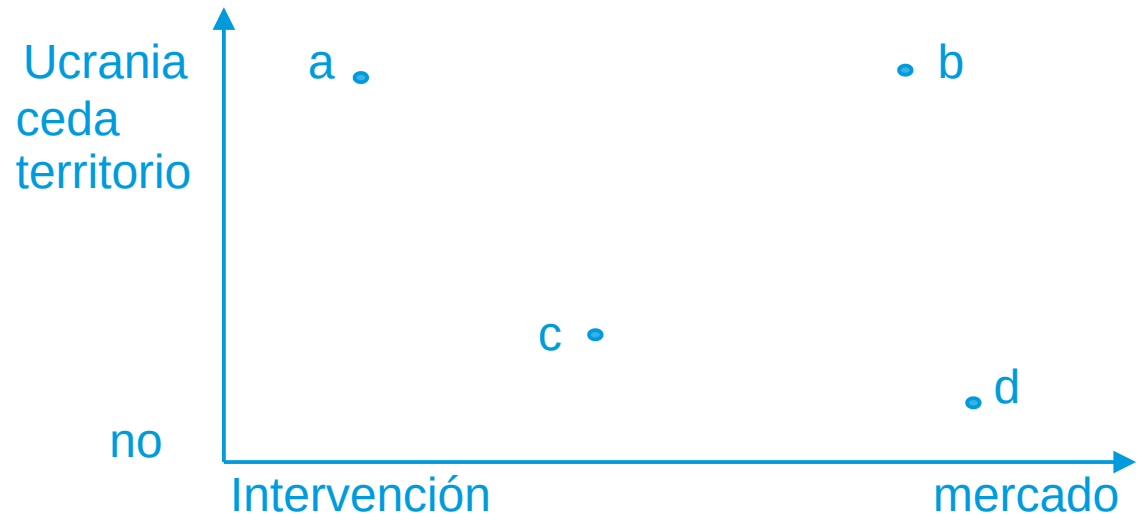 Ucrania
ceda
territorio
a
b
c
d
no
Intervención
mercado